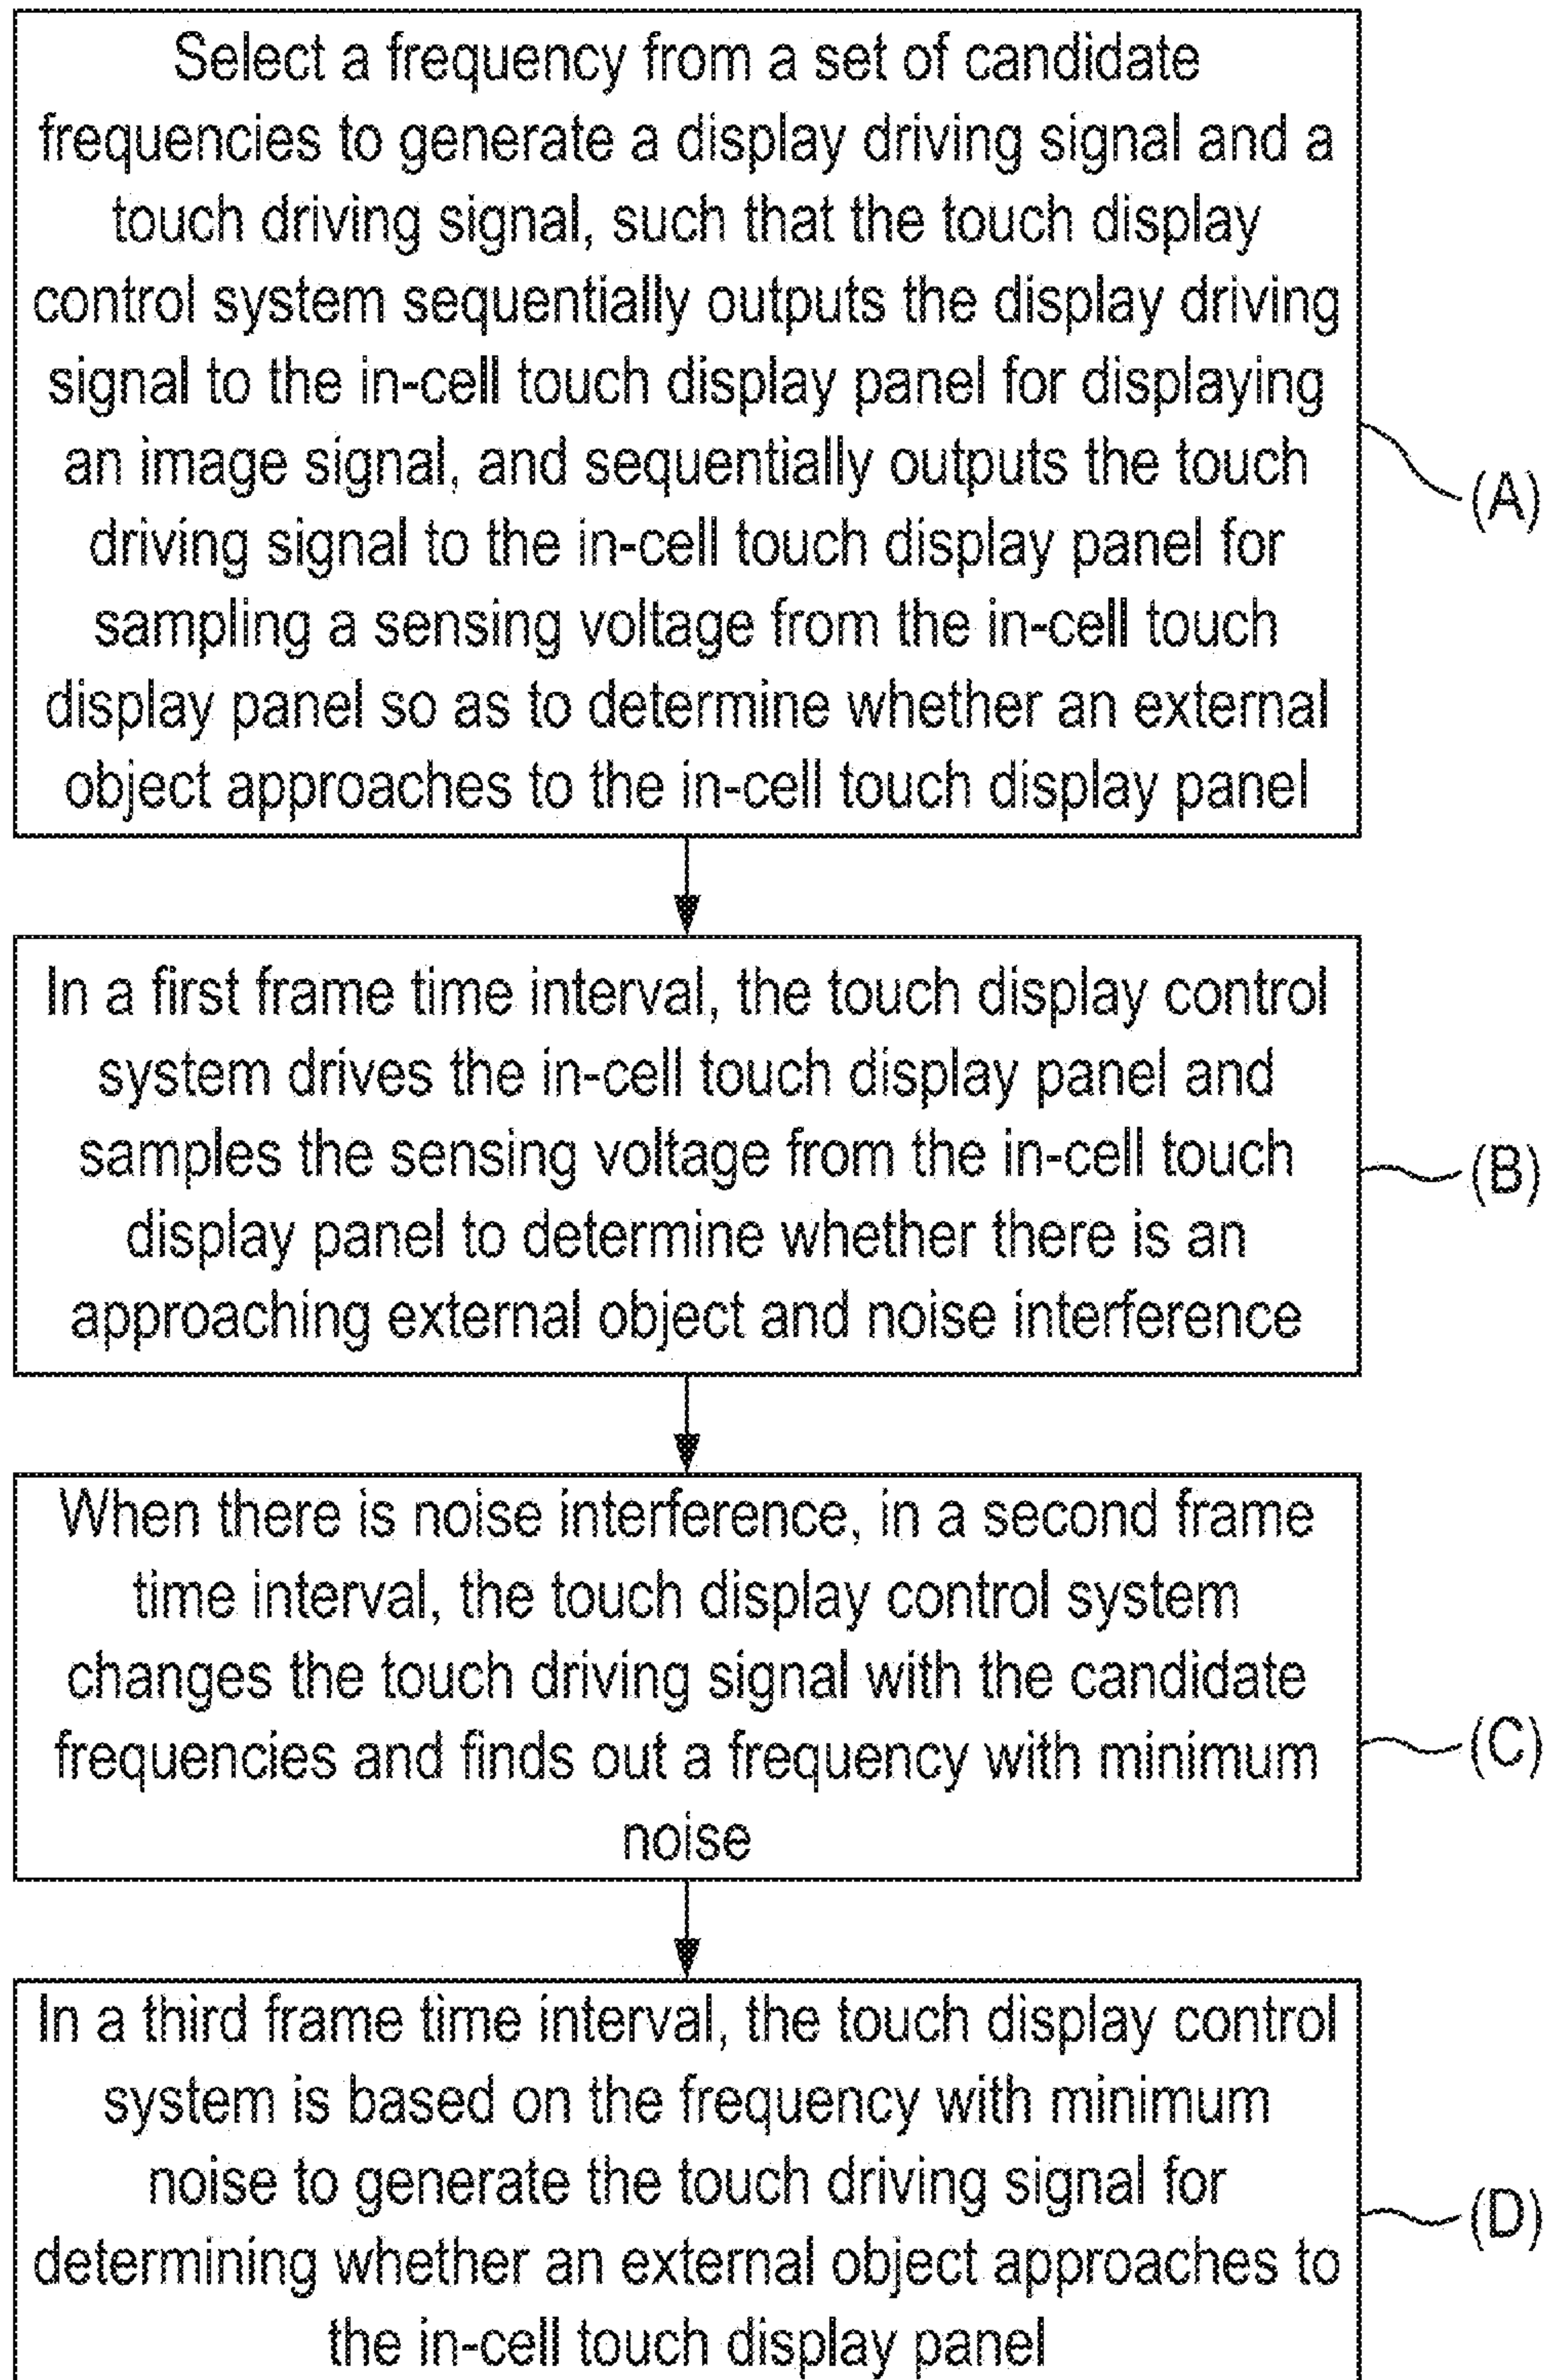 Select a frequency from a set of candidate
frequencies to generate a display driving signal and a
touch driving signal, such that the touch display
control system sequentially outputs the display driving
signal to the in-cell touch display panel for displaying
an image signal, and sequentially outputs the touch
driving signal to the in-cell touch display panel for
sampling a sensing voltage from the in-cell touch
display panel so as to determine whether an external
object approaches to the in-cell touch display panel
(A)
In a first frame time interval, the touch display control
system drives the in-cell touch display panel and
samples the sensing voltage from the in-cell touch
display panel to determine whether there is an
approaching external object and noise interference
(B)
When there is noise interference, in a second frame
time interval, the touch display control system
changes the touch driving signal with the candidate
frequencies and finds out a frequency with minimum
noise
(C)
In a third frame time interval, the touch display control
system is based on the frequency with minimum
noise to generate the touch driving signal for
determining whether an external object approaches to
the in-cell touch display panel
(D)